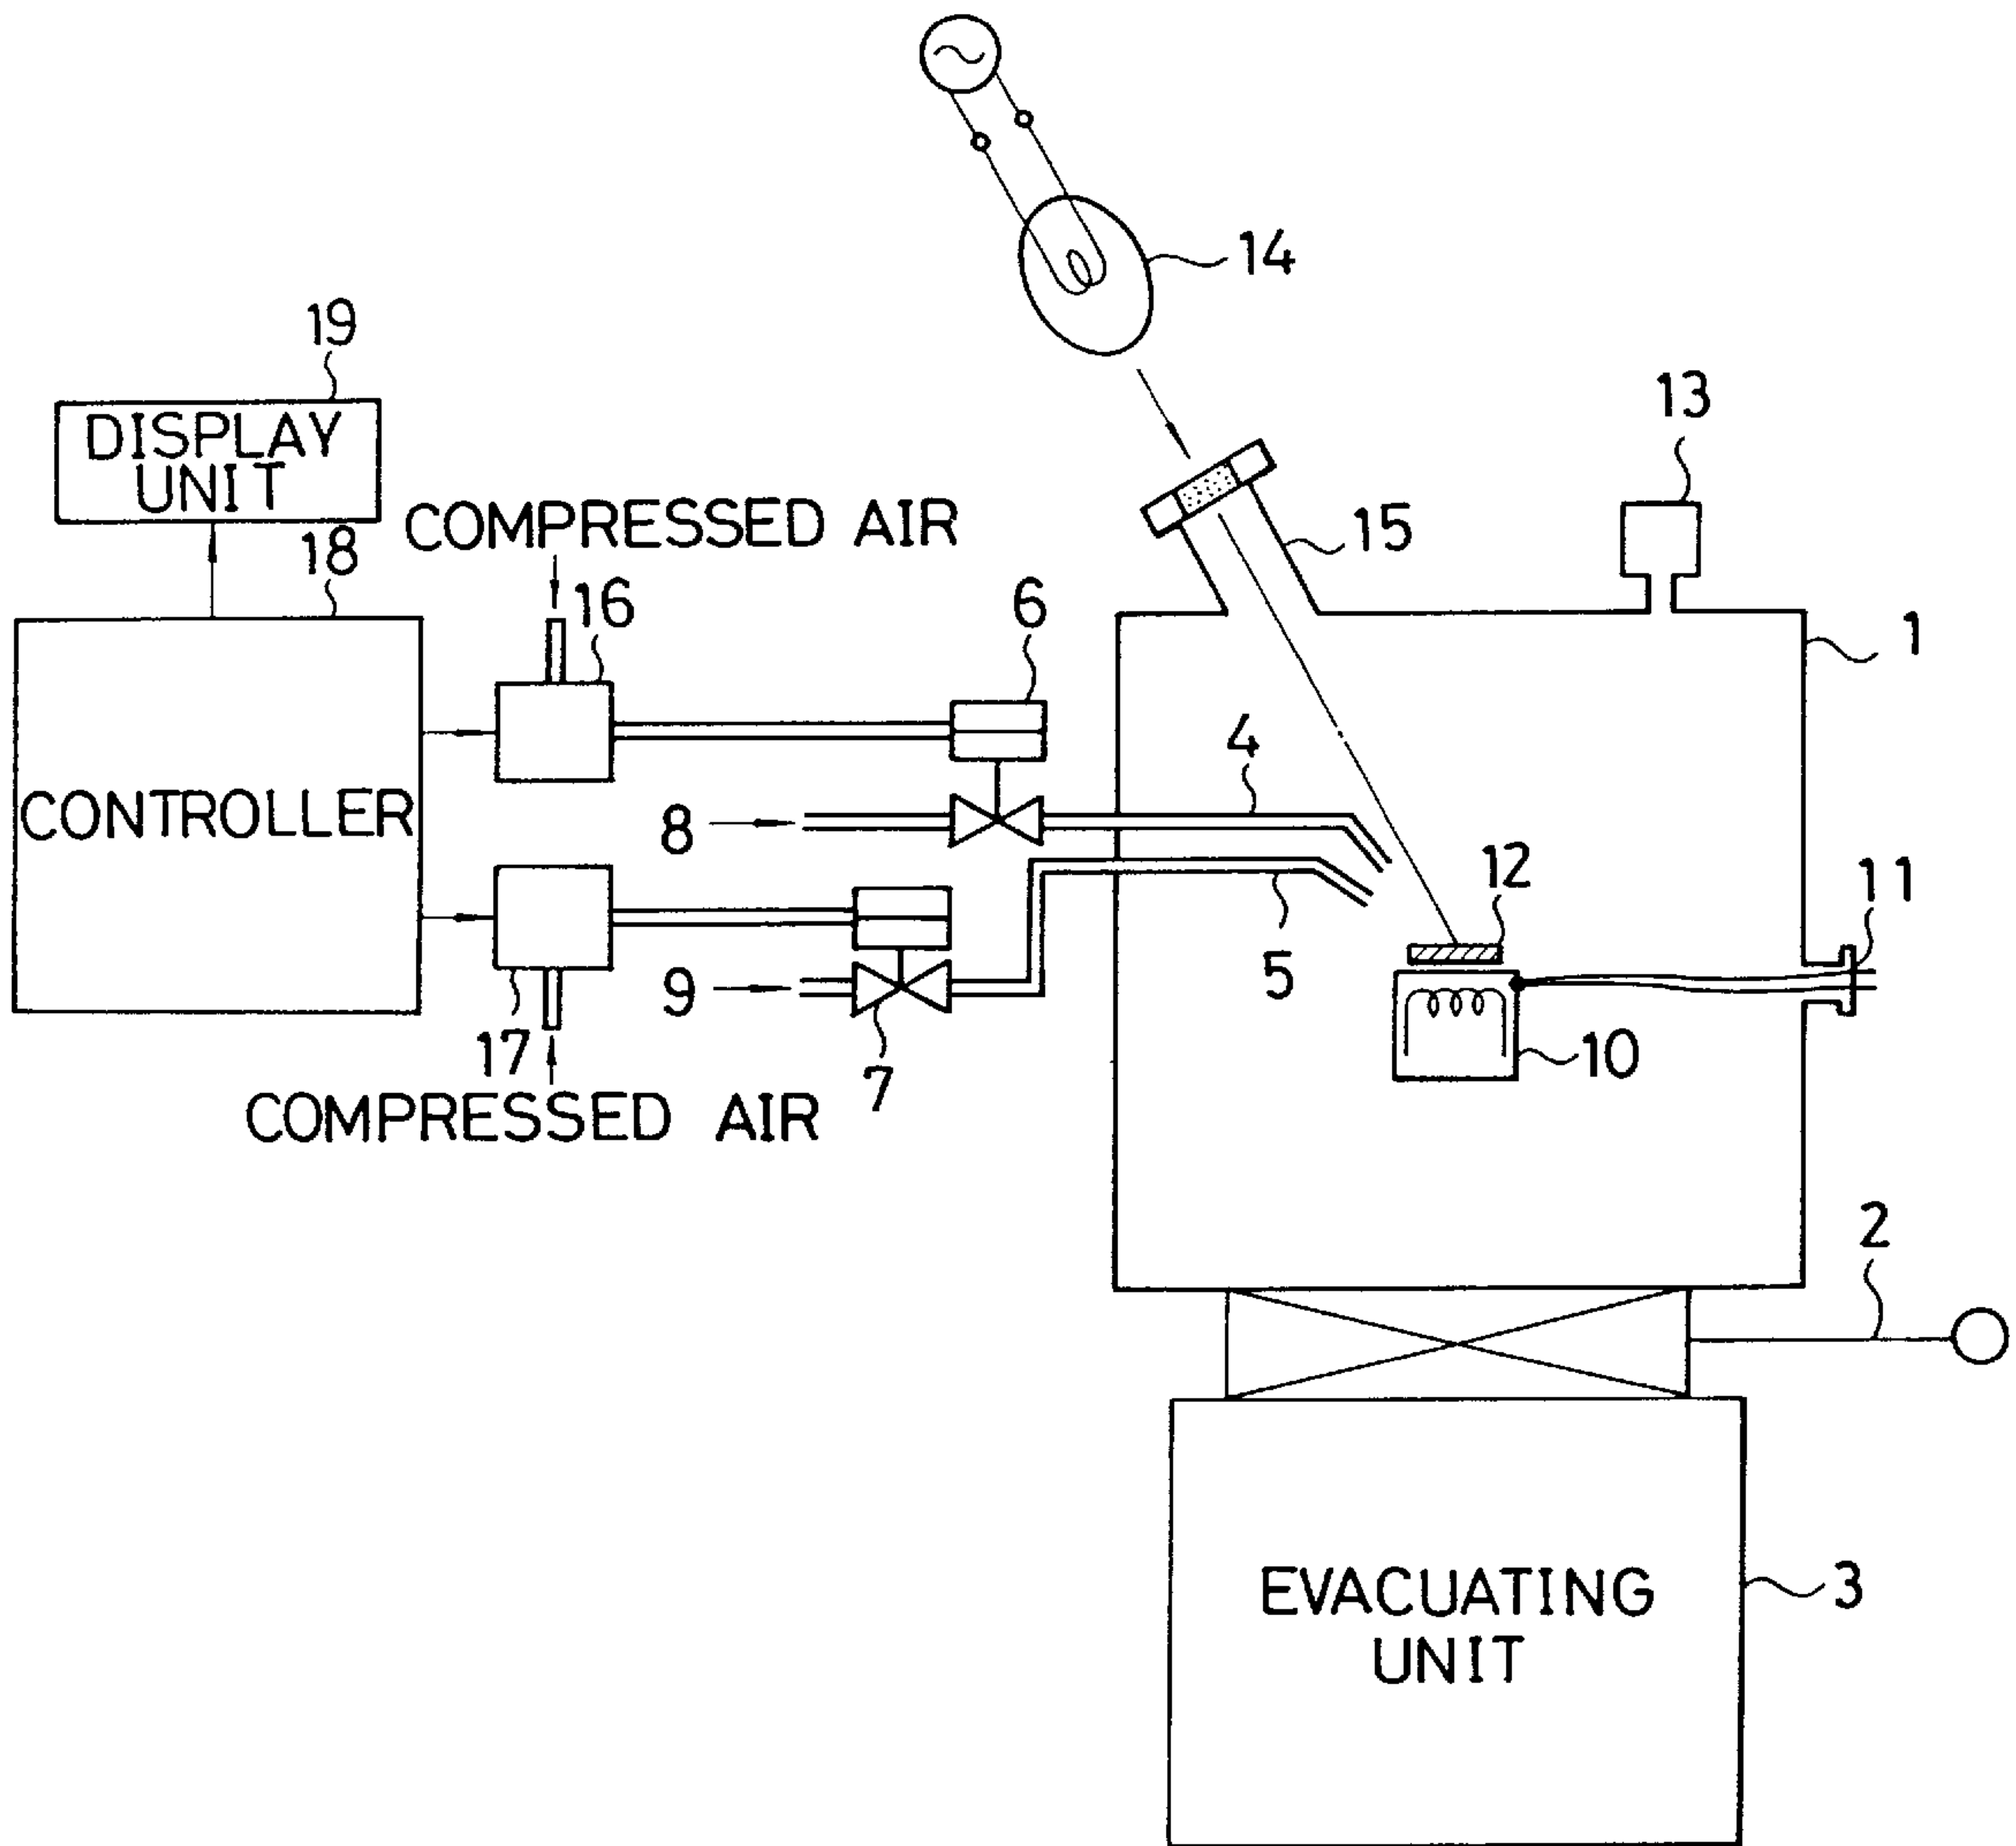 14
19
DISPLAY
UNIT
13
COMPRESSED AIR
15
18
16
6
1
4
CONTROLLER
8
12
11
5
9
17
10
7
COMPRESSED AIR
2
EVACUATING
UNIT
3